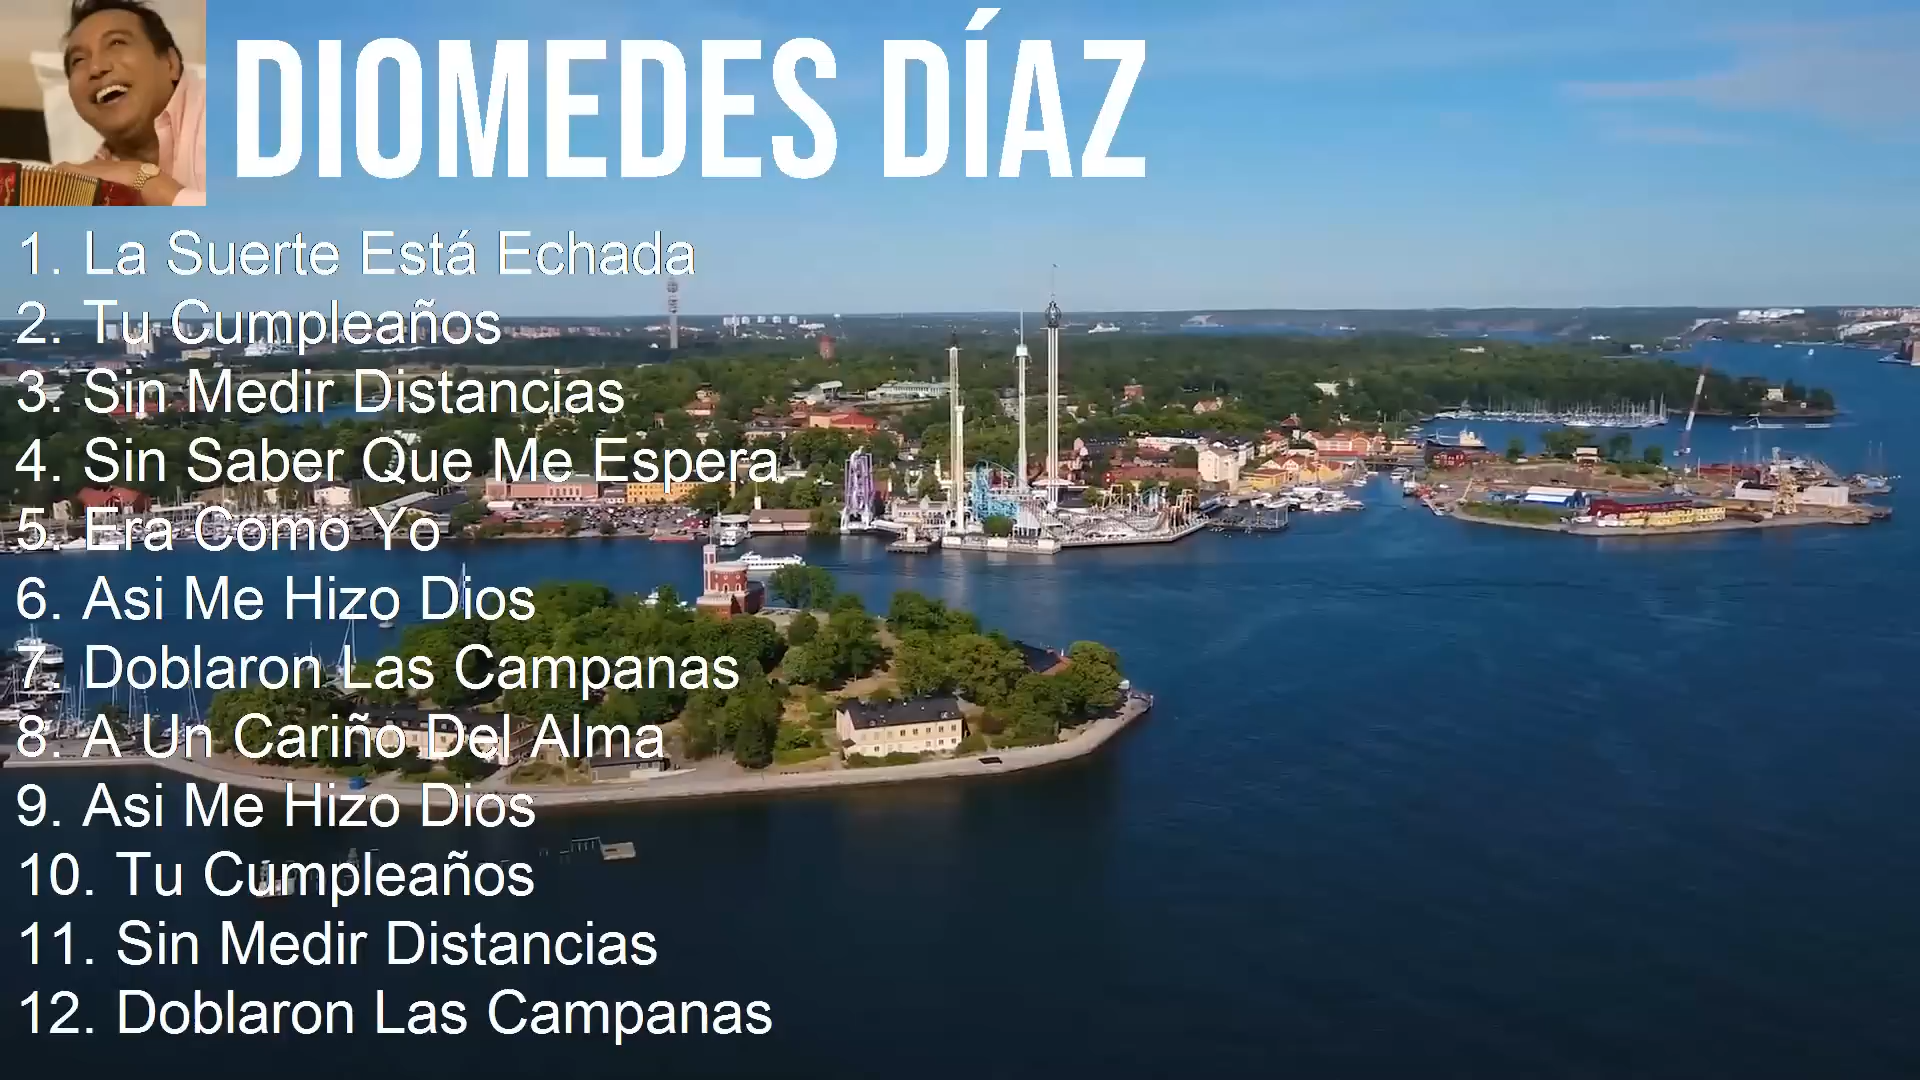 DIOMEDES DÍAZ
1. La Suerte Está Echada
2. Tu Cumpleaños
3. Sin Medir Distancias
4. Sin Saber Que Me Espera
5. Era Como Yo
6. Asi Me Hizo Dios
7. Doblaron Las Campanas
8. A Un Cariño Del Alma
9. Asi Me Hizo Dios
10. Tu Cumpleaños
11. Sin Medir Distancias
12. Doblaron Las Campanas